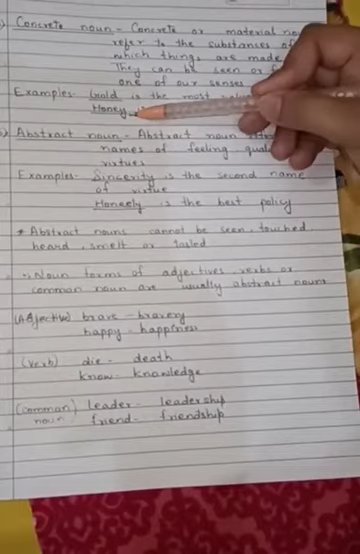 Concrete noun - Concrete or material
refer to the substances of
which things are made
They can be seen or
one of our senses
Examples- Gold is the most
Honey
Abstract noun - Abstract noun
names of feeling
virtues
Examples- Sincerity is the second name
of virtue
is the best policy
* Abstract nouns cannot be seen, touched
heard, smelt or tasted
Noun forms of adjectives, verbs or
common noun are usually abstract nouns
(Adjective) brave - bravery
happy - happiness
(verb) die - death
know - knowledge
(common) leader - leadership
noun friend - friendship